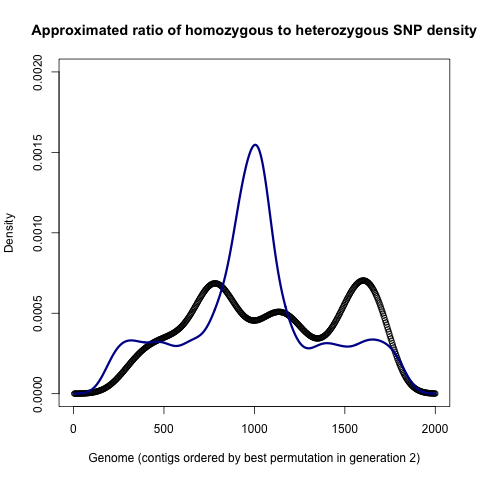 Approximated ratio of homozygous to heterozygous SNP density
0.0020
0.0015
0.0010
0.0005
0.0000
Density
0 500 1000 1500 2000
Genome (contigs ordered by best permutation in generation 2)